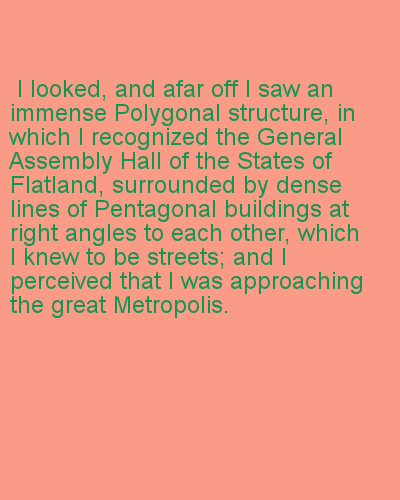 I looked, and afar off I saw an
immense Polygonal structure, in
which I recognized the General
Assembly Hall of the States of
Flatland, surrounded by dense
lines of Pentagonal buildings at
right angles to each other, which
I knew to be streets; and I
perceived that I was approaching
the great Metropolis.